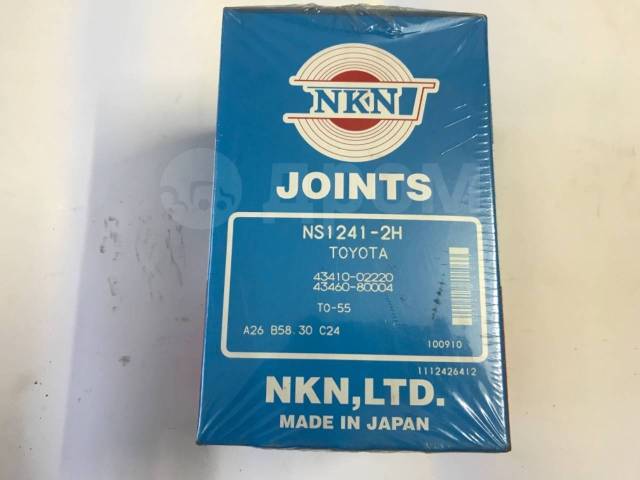 NKN
JOINTS
NS1241-2H
TOYOTA
43410-02220
43460-80004
TO-55
A26 B58.30 C24
100910
1112426412
NKN,LTD.
MADE IN JAPAN
ДРОМ